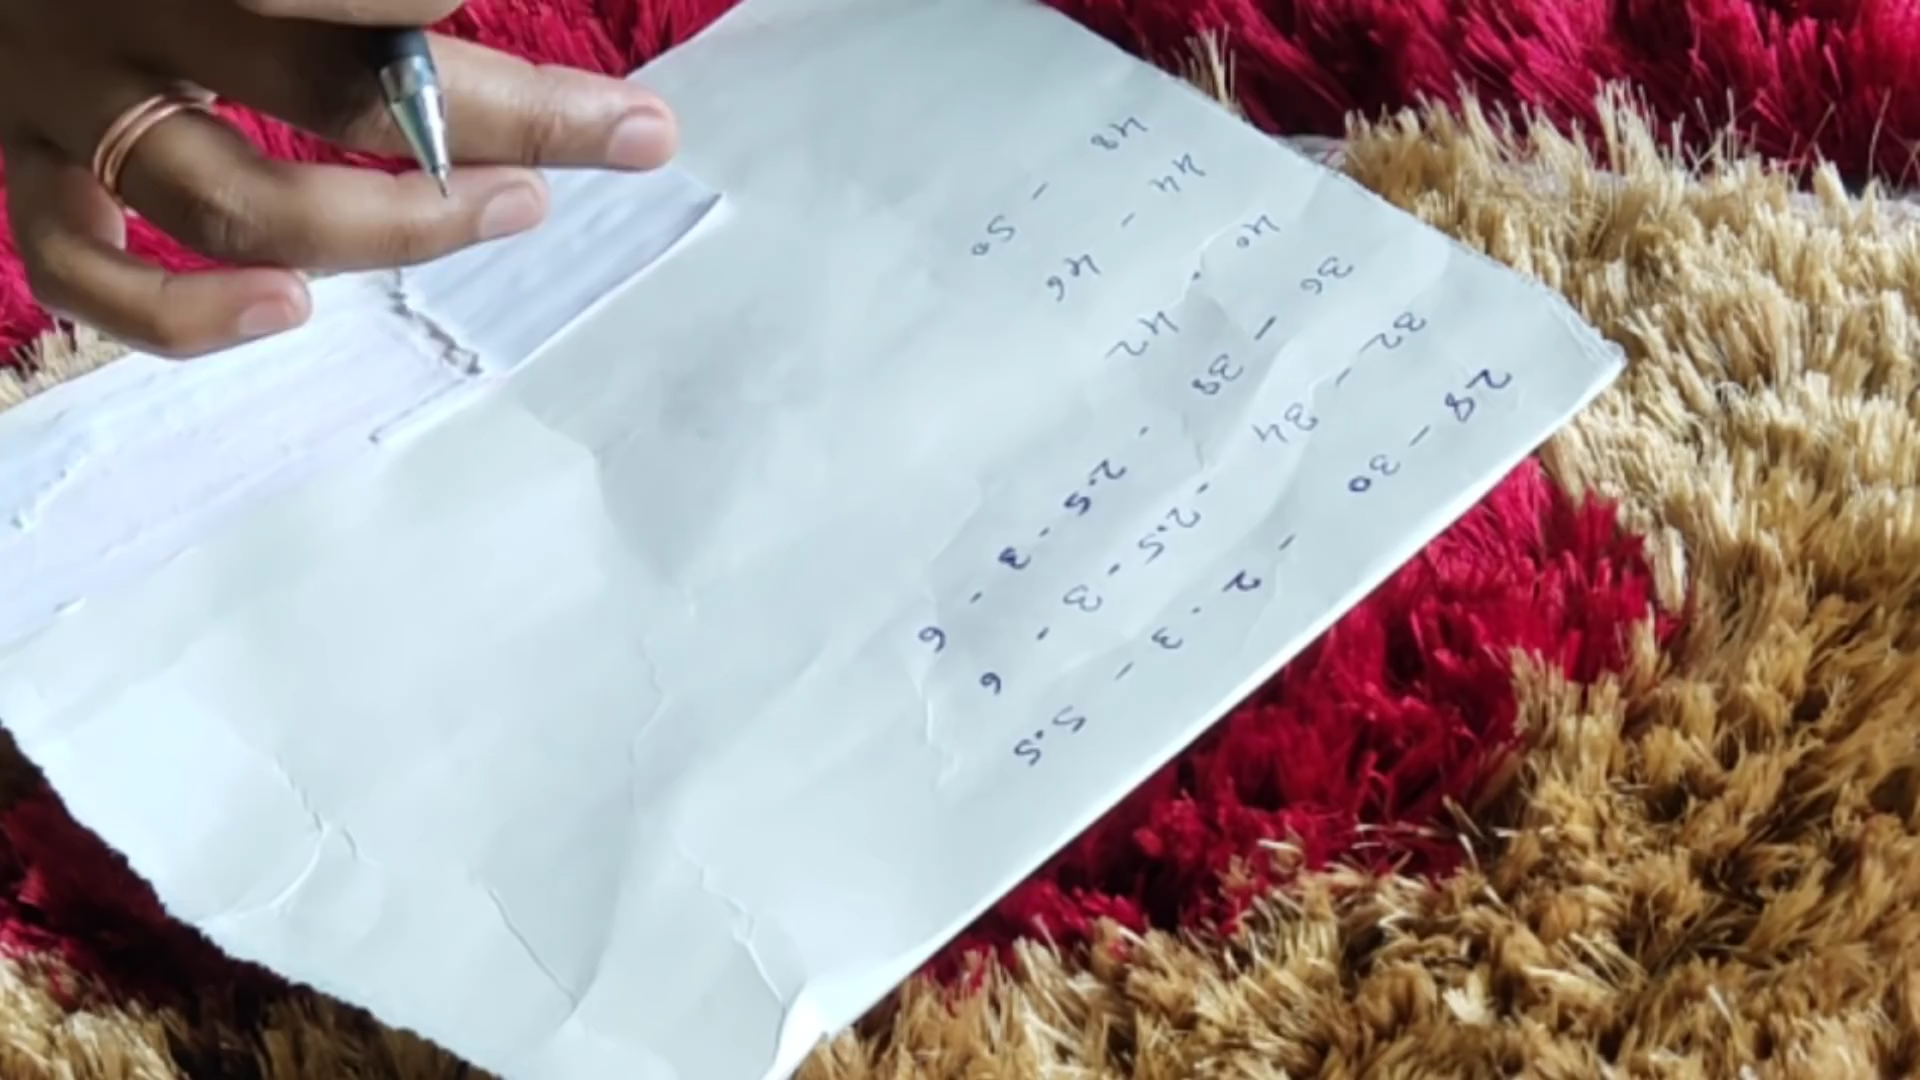 28 - 30 - 2 . 3 - 5.5
32 - 34 - 2.5 . 3 - 6
36 - 38 - 2.5 - 3 - 6
40 - 42
44 - 46
48 - 50